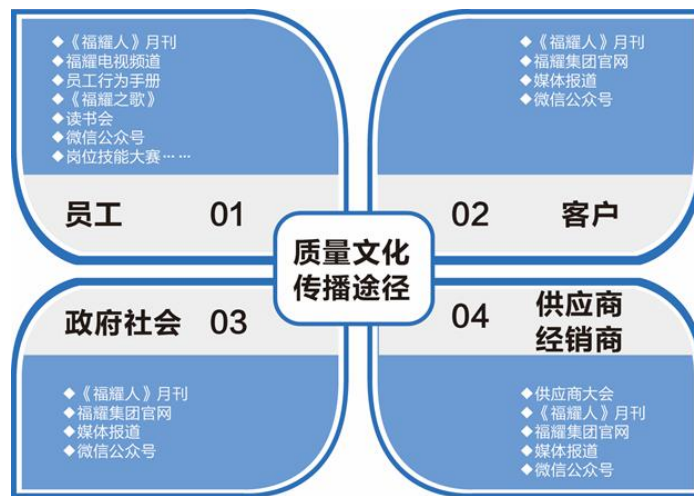 ◆《福耀人》月刊
◆福耀电视频道
◆员工行为手册
◆《福耀之歌》
◆读书会
◆微信公众号
◆岗位技能大赛……
员工 01
◆《福耀人》月刊
◆福耀集团官网
◆媒体报道
◆微信公众号
02 客户
质量文化
传播途径
政府社会 03
◆《福耀人》月刊
◆福耀集团官网
◆媒体报道
◆微信公众号
04 供应商
经销商
◆供应商大会
◆《福耀人》月刊
◆福耀集团官网
◆媒体报道
◆微信公众号